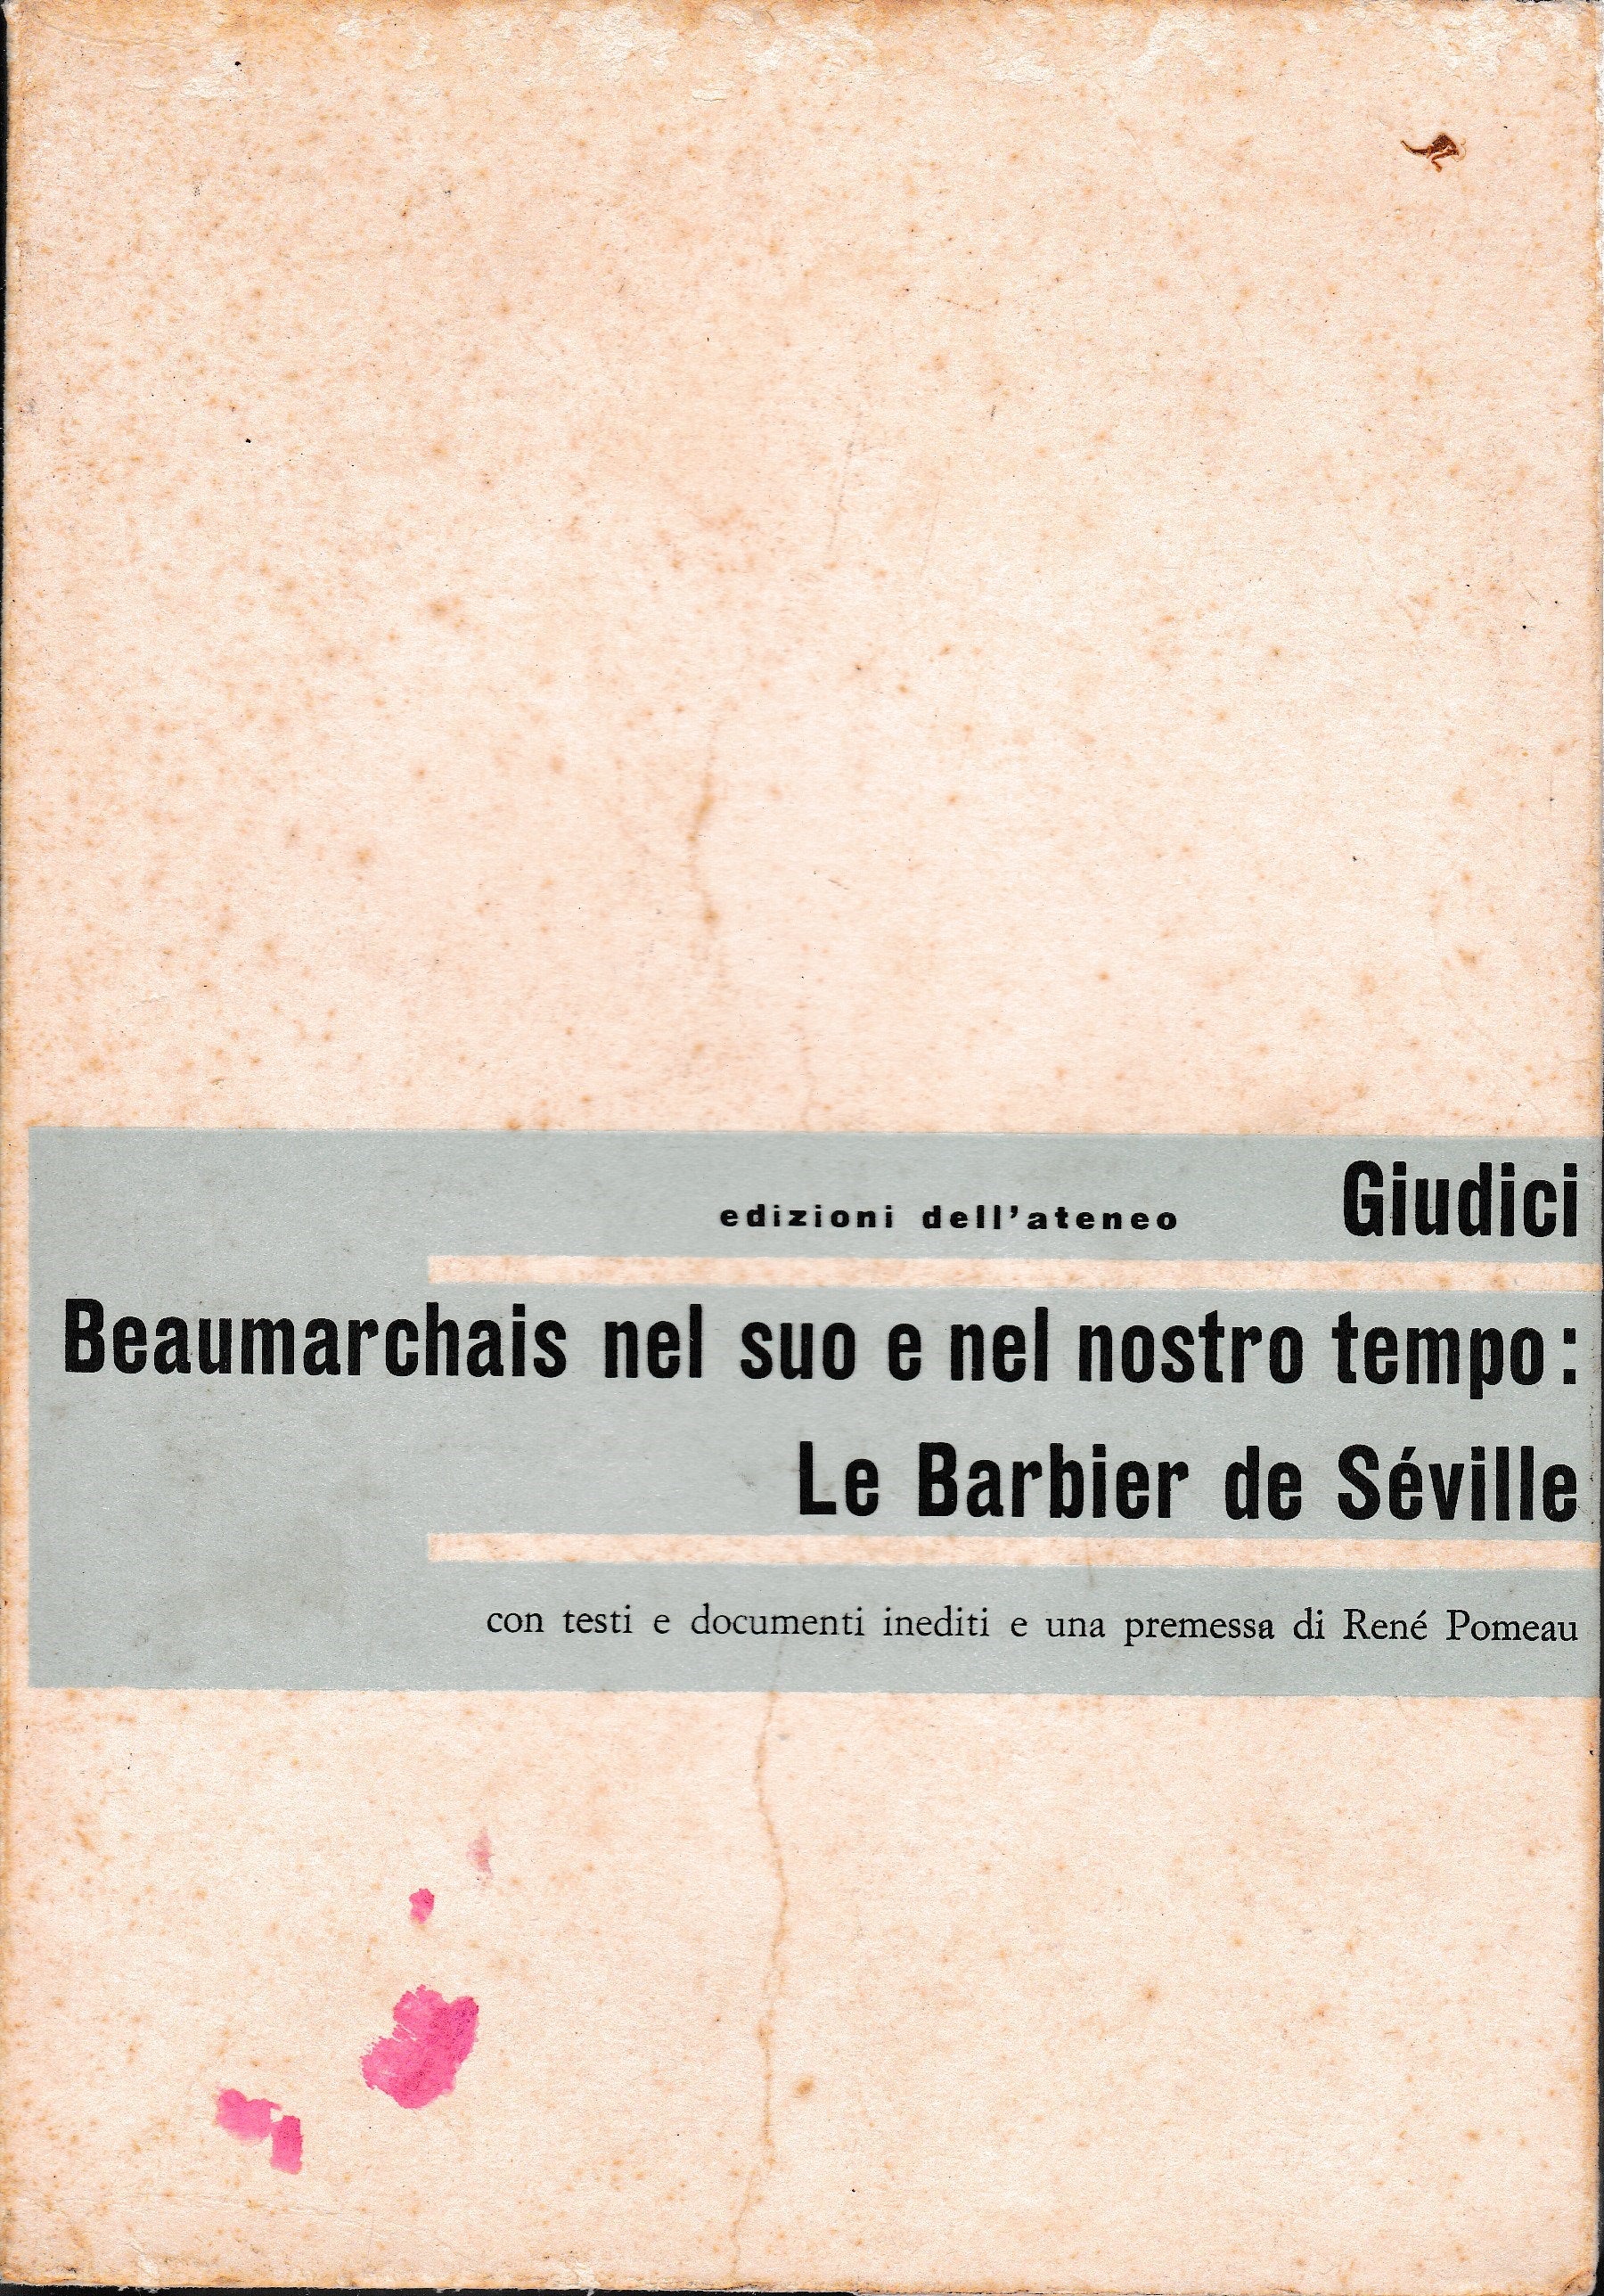 edizioni dell'ateneo Giudici
Beaumarchais nel suo e nel nostro tempo:
Le Barbier de Séville
con testi e documenti inediti e una premessa di René Pomeau